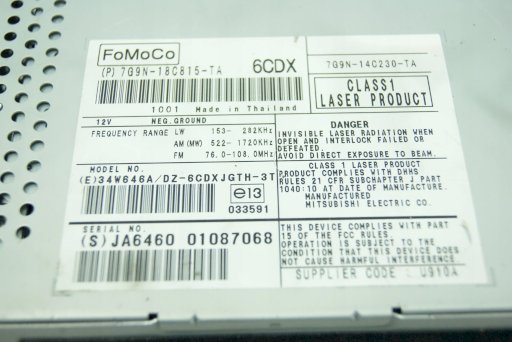 FoMoCo
(P) 7G9N-18C815-TA
6CDX
7G9N-14C230-TA
CLASS1
LASER PRODUCT
1001 Made in Thailand
12V NEG.GROUND
FREQUENCY RANGE LW 153- 282KHz
AM (MW) 522- 1720KHz
FM 76.0-108.0MHz
DANGER
INVISIBLE LASER RADIATION WHEN
OPEN AND INTERLOCK FAILED OR
DEFEATED.
AVOID DIRECT EXPOSURE TO BEAM.
MODEL NO.
(E)34W646A/DZ-6CDXJGTH-3T
e13
033591
CLASS 1 LASER PRODUCT
PRODUCT COMPLIES WITH DHHS
RULES 21 CFR SUBCHAPTER J PART
1040:10 AT DATE OF MANUFACTURE.
MANUFACTURED
MITSUBISHI ELECTRIC CO.
SERIAL NO.
(S)JA6460 01087068
THIS DEVICE COMPLIES WITH PART
15 OF THE FCC RULES.
OPERATION IS SUBJECT TO THE
CONDITION THAT THIS DEVICE DOES
NOT CAUSE HARMFUL INTERFERENCE.
SUPPLIER CODE : U910A